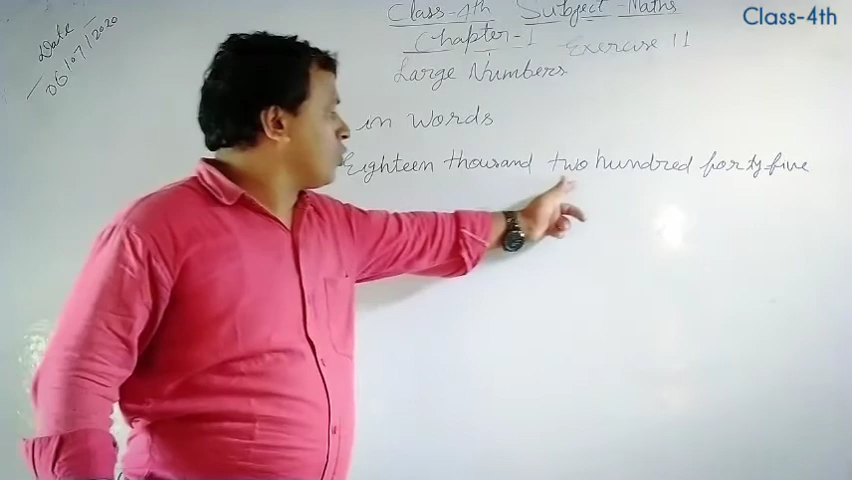 Class-4th Subject-Maths
Class-4th
Date
06/07/2020
Chapter-I Exercise 11
Large Numbers
in words
Eighteen thousand two hundred forty five